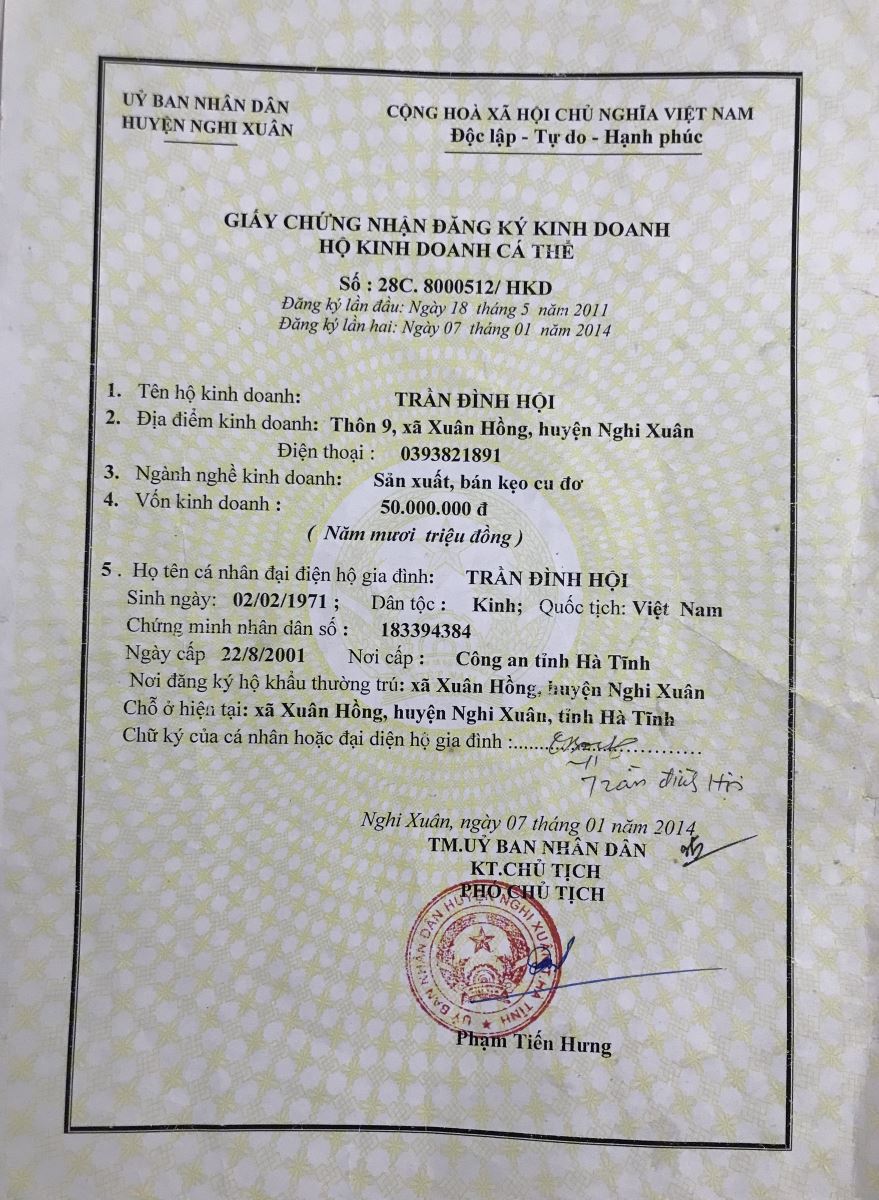 UỶ BAN NHÂN DÂN
HUYỆN NGHI XUÂN
CỘNG HOÀ XÃ HỘI CHỦ NGHĨA VIỆT NAM
Độc lập - Tự do - Hạnh phúc
GIẤY CHỨNG NHẬN ĐĂNG KÝ KINH DOANH
HỘ KINH DOANH CÁ THỂ
Số : 28C. 8000512/ HKD
Đăng ký lần đầu: Ngày 18 tháng 5 năm 2011
Đăng ký lần hai: Ngày 07 tháng 01 năm 2014
1. Tên hộ kinh doanh: TRẦN ĐÌNH HỘI
2. Địa điểm kinh doanh: Thôn 9, xã Xuân Hồng, huyện Nghi Xuân
Điện thoại : 0393821891
3. Ngành nghề kinh doanh: Sản xuất, bán kẹo cu đơ
4. Vốn kinh doanh : 50.000.000 đ
( Năm mươi triệu đồng )
5 . Họ tên cá nhân đại điện hộ gia đình: TRẦN ĐÌNH HỘI
Sinh ngày: 02/02/1971 ; Dân tộc : Kinh; Quốc tịch: Việt Nam
Chứng minh nhân dân số : 183394384
Ngày cấp 22/8/2001 Nơi cấp : Công an tỉnh Hà Tĩnh
Nơi đăng ký hộ khẩu thường trú: xã Xuân Hồng, huyện Nghi Xuân
Chỗ ở hiện tại: xã Xuân Hồng, huyện Nghi Xuân, tỉnh Hà Tĩnh
Chữ ký của cá nhân hoặc đại diện hộ gia đình :..........................
Trần đình Hội
Nghi Xuân, ngày 07 tháng 01 năm 2014
TM.UỶ BAN NHÂN DÂN
KT.CHỦ TỊCH
PHÓ CHỦ TỊCH
UỶ BAN NHÂN DÂN HUYỆN NGHI XUÂN T. HÀ TĨNH
Phạm Tiến Hưng